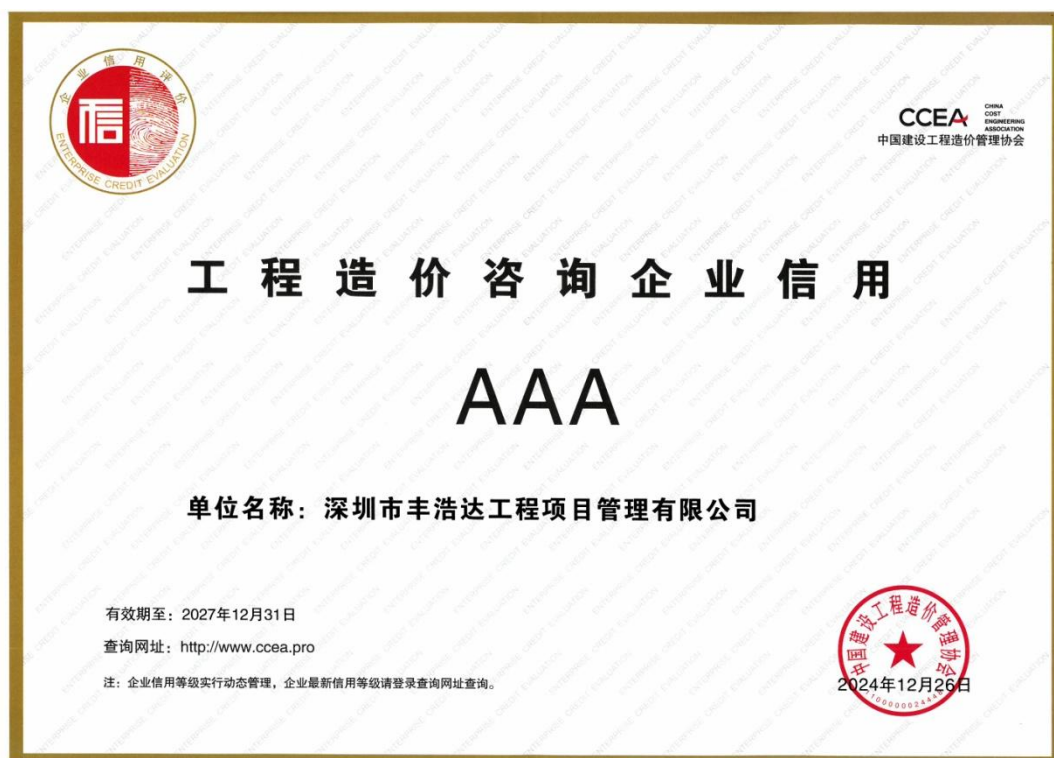 企业信用评价
ENTERPRISE CREDIT EVALUATION
信
CCEA
CHINA
COST
ENGINEERING
ASSOCIATION
中国建设工程造价管理协会
工程造价咨询企业信用
AAA
单位名称：深圳市丰浩达工程项目管理有限公司
有效期至：2027年12月31日
查询网址：http://www.ccea.pro
注：企业信用等级实行动态管理，企业最新信用等级请登录查询网址查询。
中国建设工程造价管理协会
2024年12月26日